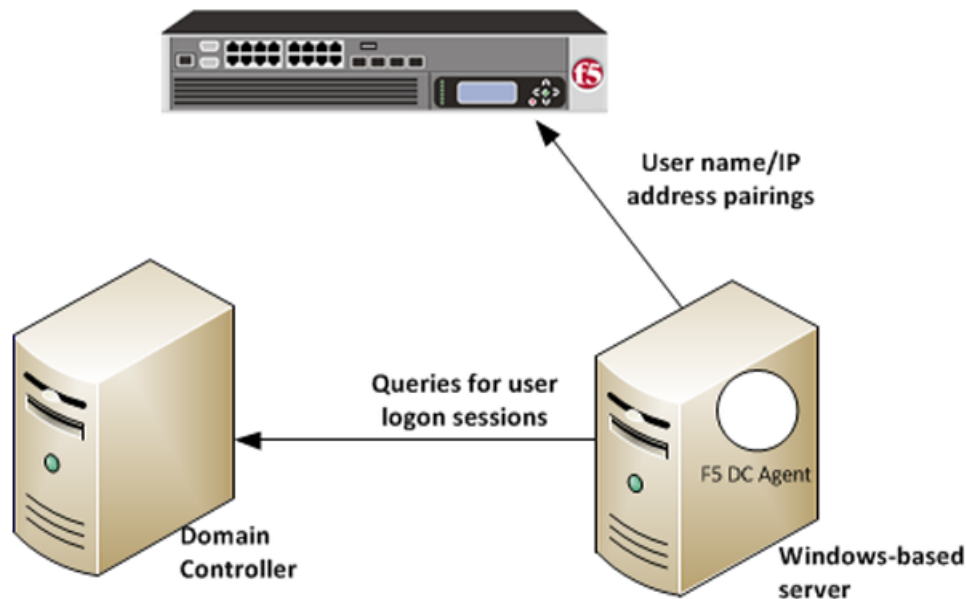 f5
User name/IP
address pairings
Queries for user
logon sessions
F5 DC Agent
Domain
Controller
Windows-based
server